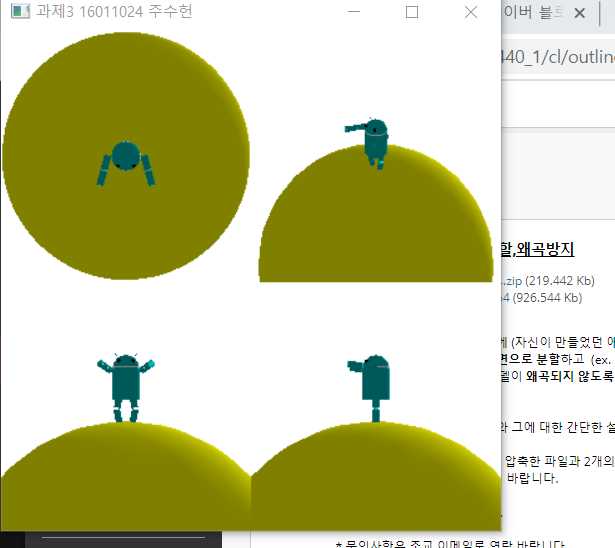 과제3 16011024 주수헌
이버 블로
440_1/cl/outline
할,왜곡방지
.zip (219.442 Kb)
4 (926.544 Kb)
에 (자신이 만들었던 애
면으로 분할하고 (ex.
델이 왜곡되지 않도록
와 그에 대한 간단한 설
압축한 파일과 2개의
바랍니다.
* 문의사항은 조교 이메일로 연락 바랍니다